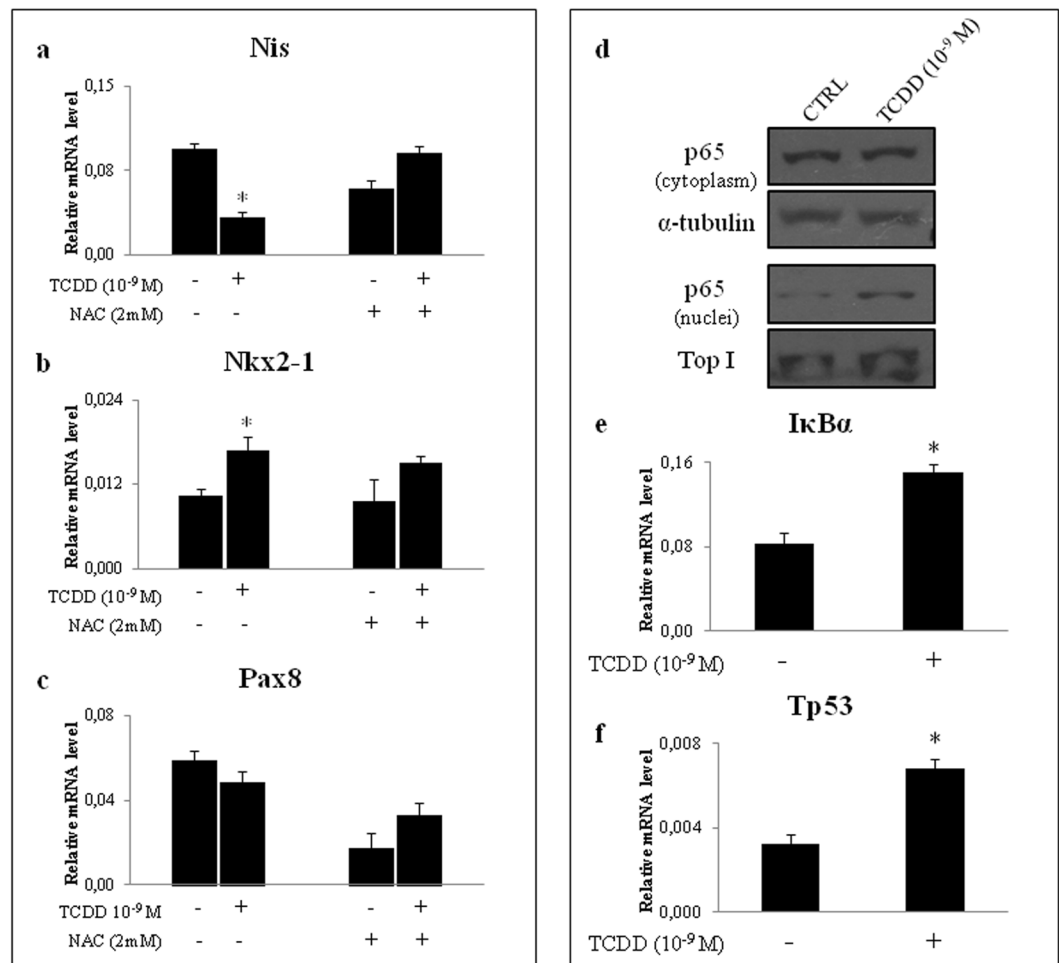 a
Nis
Relative mRNA level
0,15
0,08
0,00
TCDD (10⁻⁹ M) - + - +
NAC (2mM) - - + +
b
Nkx2-1
Relative mRNA level
0,024
0,012
0,000
*
TCDD (10⁻⁹ M) - + - +
NAC (2mM) - - + +
c
Pax8
Relative mRNA level
0,08
0,04
0,00
TCDD 10⁻⁹ M - + - +
NAC (2mM) - - + +
d
CTRL TCDD (10⁻⁹ M)
p65
(cytoplasm)
α-tubulin
p65
(nuclei)
Top I
e
IκBα
Realtive mRNA level
0,16
0,08
0,00
*
TCDD (10⁻⁹ M) - +
f
Tp53
Relative mRNA level
0,008
0,004
0,000
*
TCDD (10⁻⁹ M) - +